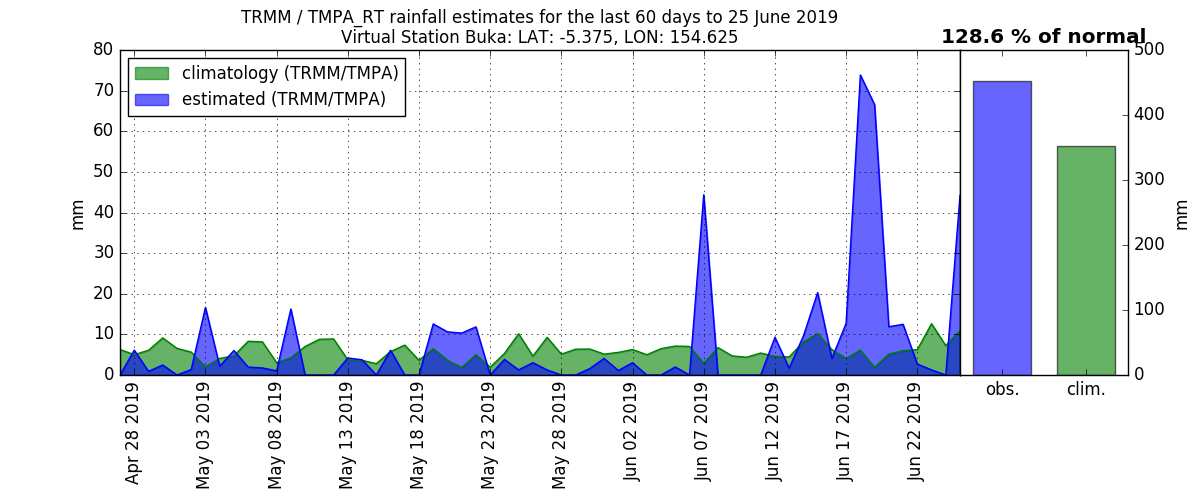 TRMM / TMPA_RT rainfall estimates for the last 60 days to 25 June 2019
Virtual Station Buka: LAT: -5.375, LON: 154.625
128.6 % of normal
climatology (TRMM/TMPA)
estimated (TRMM/TMPA)
80
70
60
50
40
30
20
10
0
mm
Apr 28 2019
May 03 2019
May 08 2019
May 13 2019
May 18 2019
May 23 2019
May 28 2019
Jun 02 2019
Jun 07 2019
Jun 12 2019
Jun 17 2019
Jun 22 2019
obs.
clim.
500
400
300
200
100
0
mm